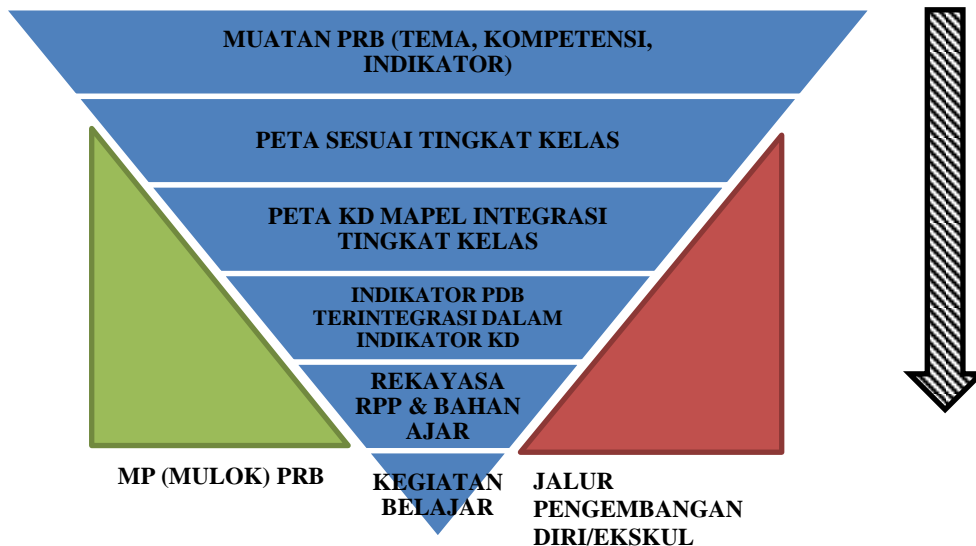 MUATAN PRB (TEMA, KOMPETENSI,
INDIKATOR)
PETA SESUAI TINGKAT KELAS
PETA KD MAPEL INTEGRASI
TINGKAT KELAS
INDIKATOR PDB
TERINTEGRASI DALAM
INDIKATOR KD
REKAYASA
RPP & BAHAN
AJAR
MP (MULOK) PRB
KEGIATAN
BELAJAR
JALUR
PENGEMBANGAN
DIRI/EKSKUL